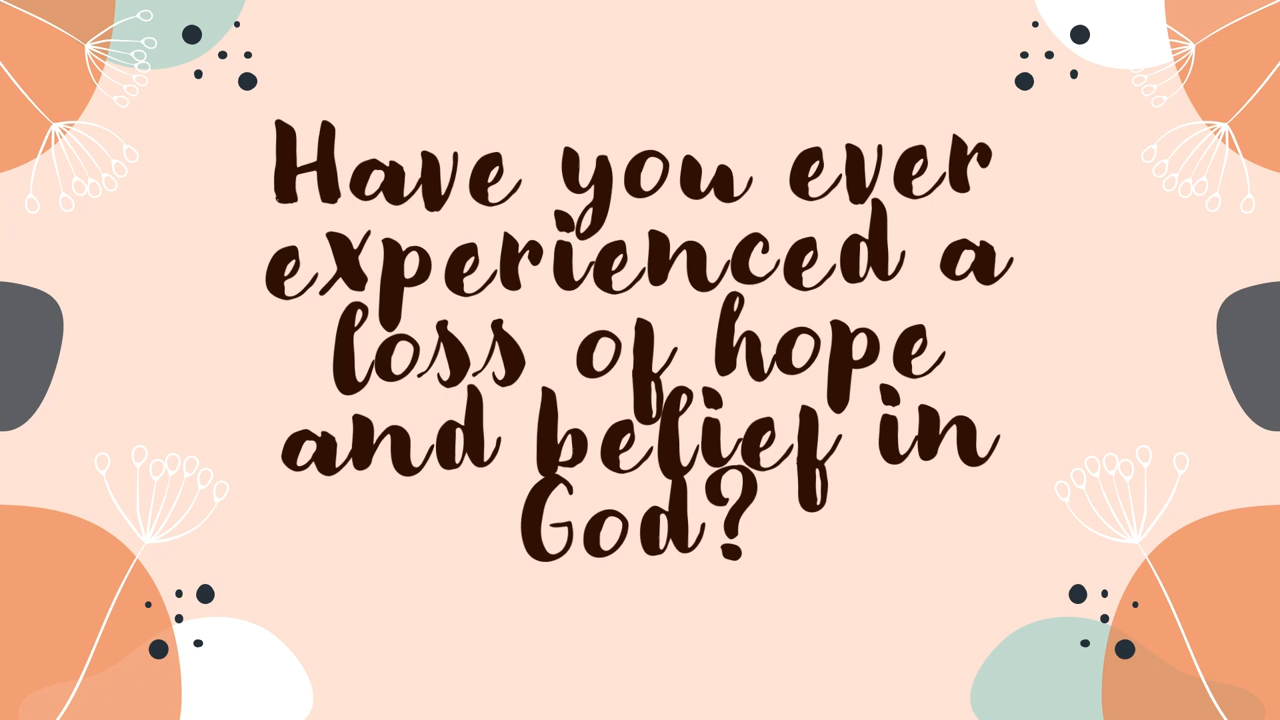 Have you ever
experienced a
loss of hope
and belief in
God?